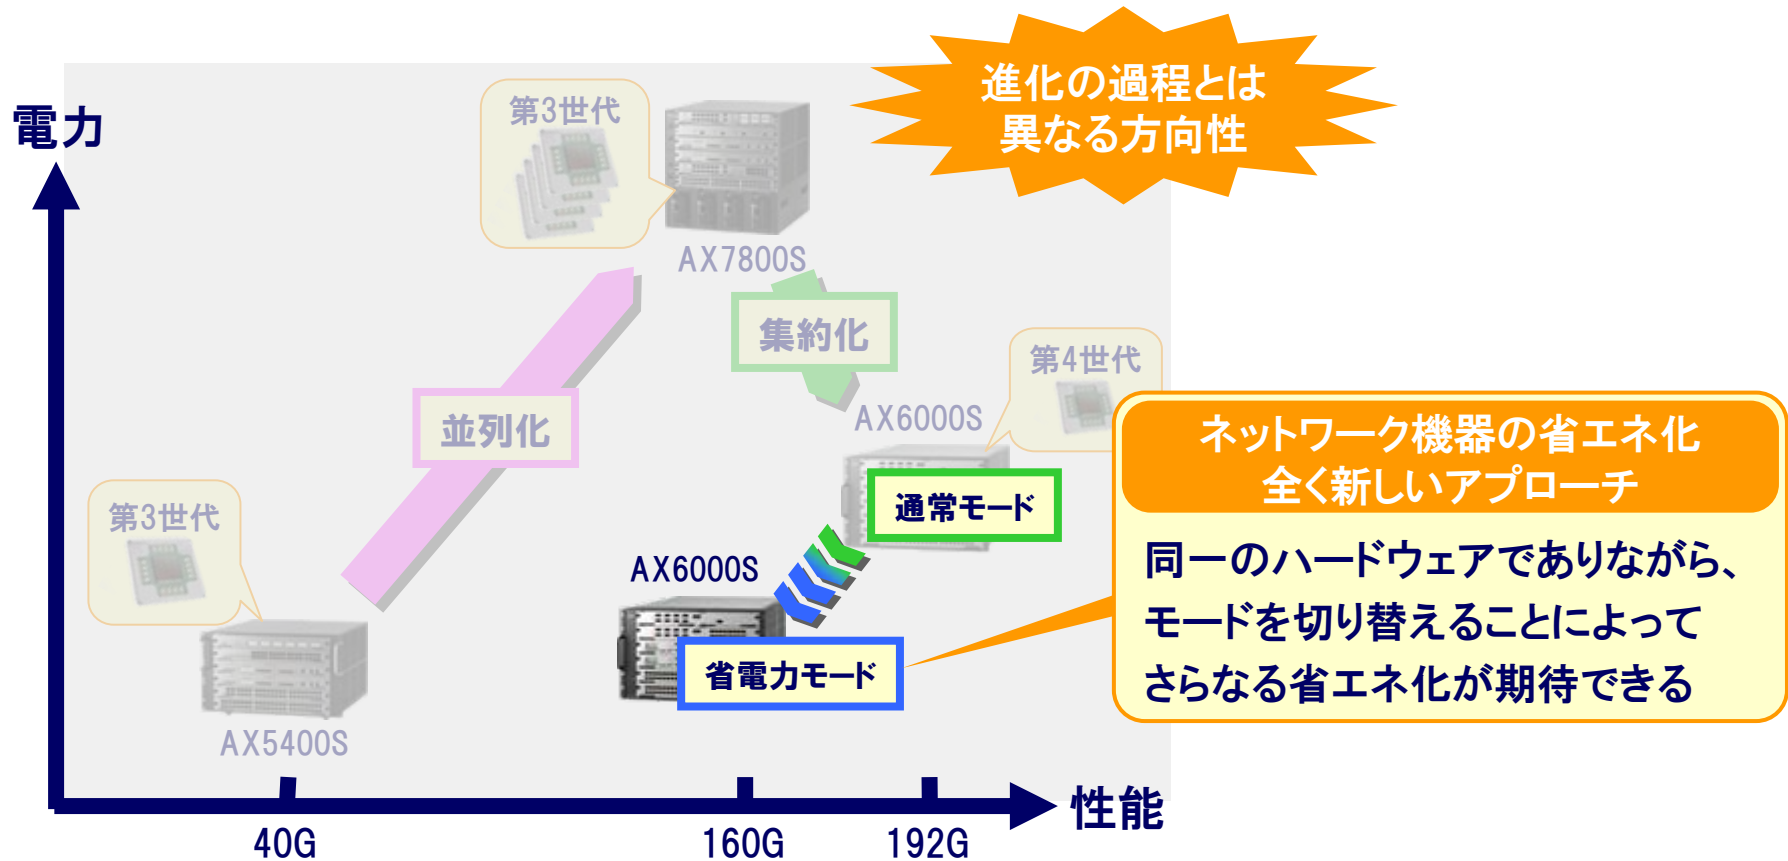 進化の過程とは
異なる方向性
電力
第3世代
AX7800S
集約化
第4世代
AX6000S
並列化
ネットワーク機器の省エネ化
全く新しいアプローチ
同一のハードウェアでありながら、
モードを切り替えることによって
さらなる省エネ化が期待できる
通常モード
第3世代
AX6000S
省電力モード
AX5400S
性能
40G
160G
192G